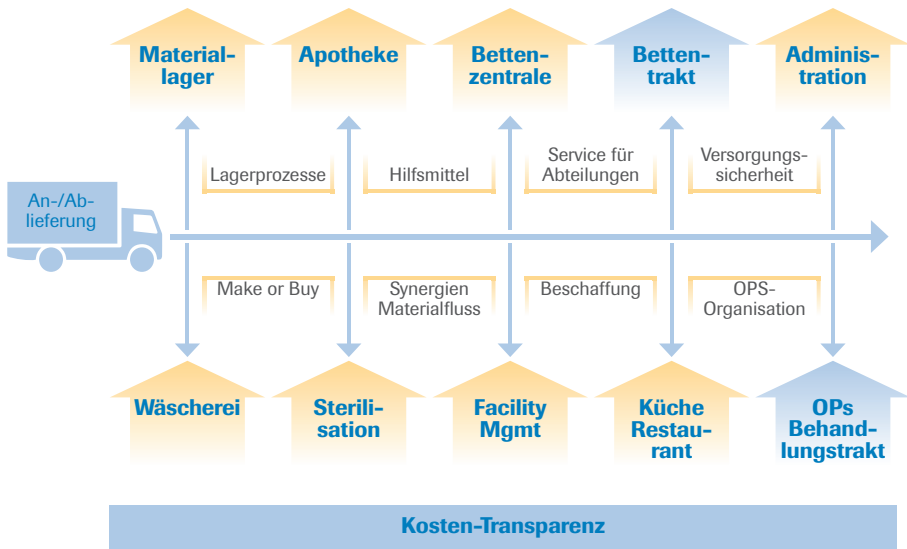 Material-
lager
Apotheke
Betten-
zentrale
Betten-
trakt
Adminis-
tration
Lagerprozesse
Hilfsmittel
Service für
Abteilungen
Versorgungs-
sicherheit
An-/Ab-
lieferung
Make or Buy
Synergien
Materialfluss
Beschaffung
OPS-
Organisation
Wäscherei
Sterili-
sation
Facility
Mgmt
Küche
Restau-
rant
OPs
Behand-
lungstrakt
Kosten-Transparenz